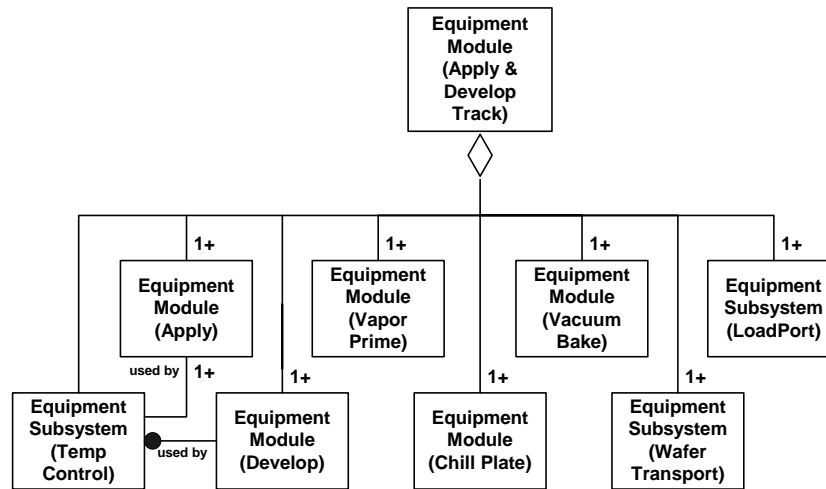 Equipment
Module
(Apply &
Develop
Track)
1+
1+
1+
1+
Equipment
Module
(Apply)
Equipment
Module
(Vapor
Prime)
Equipment
Module
(Vacuum
Bake)
Equipment
Subsystem
(LoadPort)
used by
1+
1+
1+
1+
Equipment
Subsystem
(Temp
Control)
used by
Equipment
Module
(Develop)
Equipment
Module
(Chill Plate)
Equipment
Subsystem
(Wafer
Transport)